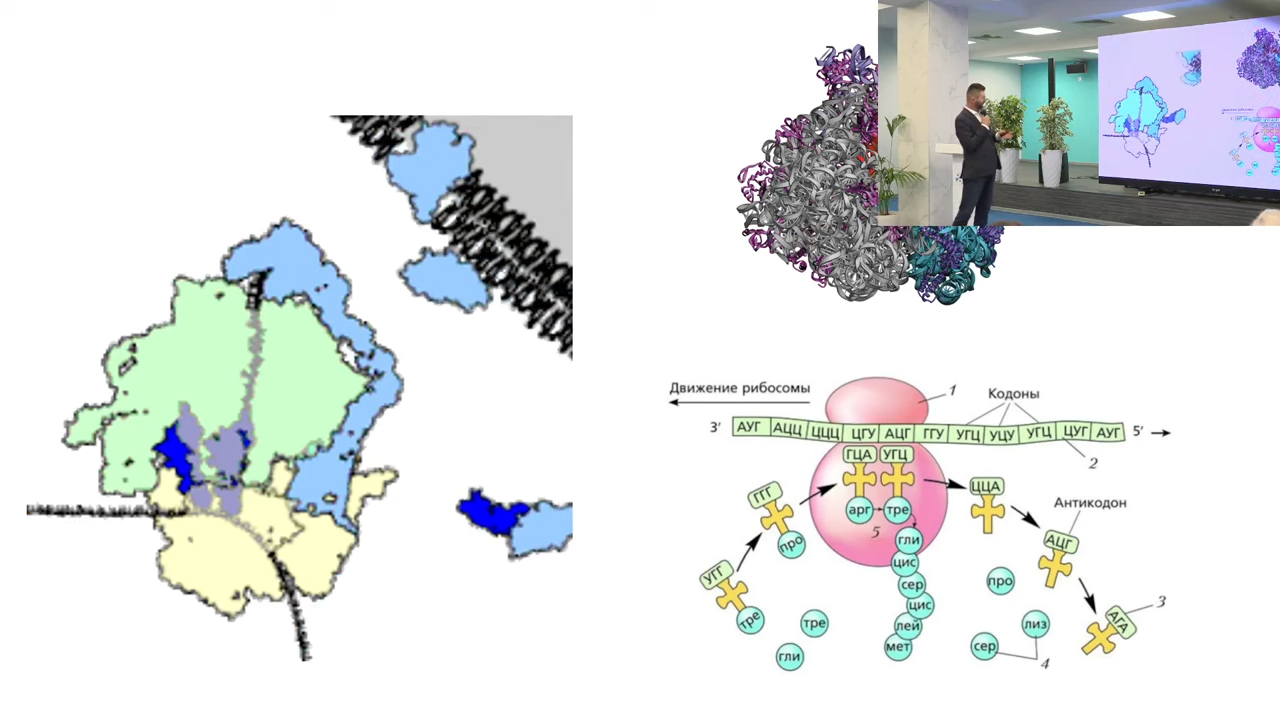 Движение рибосомы
1
Кодоны
3′ АУГ АЦЦ ЦЦЦ ЦГУ АЦГ ГГУ УГЦ УЦУ УГЦ ЦУГ АУГ 5′
2
ГЦА УГЦ
ГГГ
ЦЦА
Антикодон
арг тре
5
про
гли
АЦГ
цис
УГГ
сер
про
3
тре
тре
цис
лей
лиз
АГА
мет
сер
гли
4